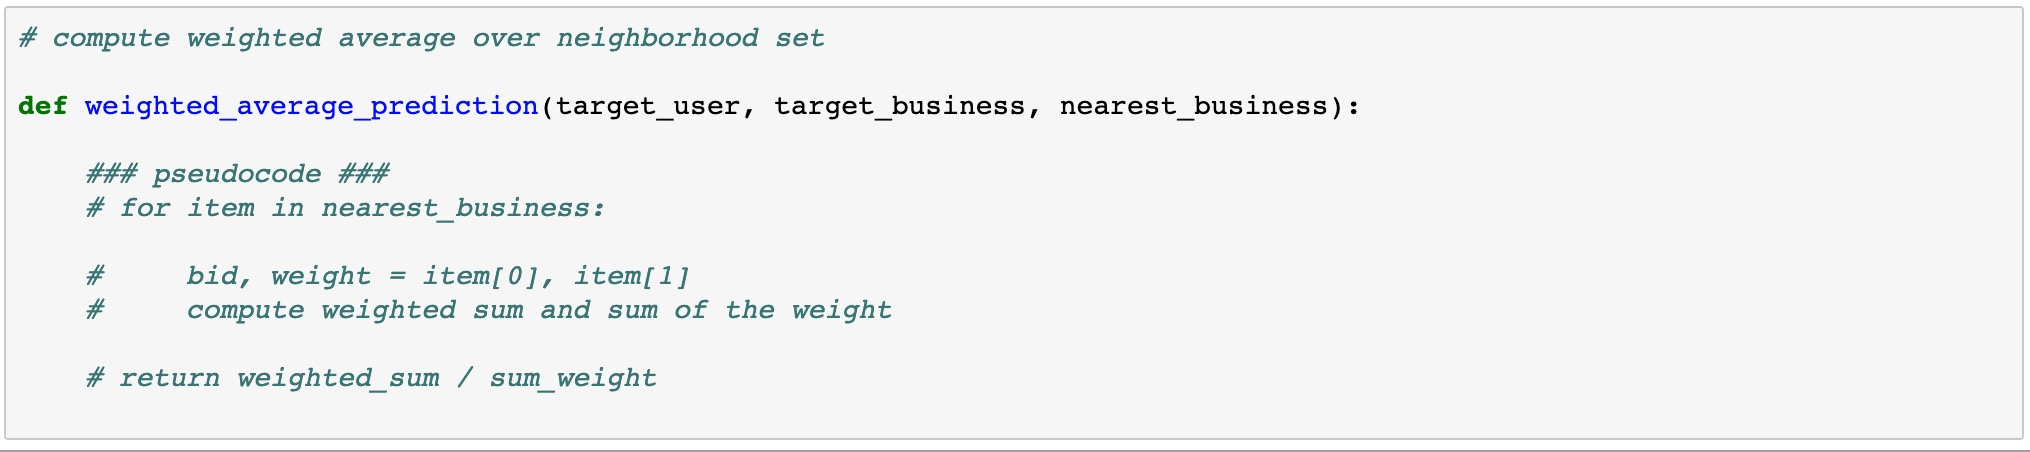 # compute weighted average over neighborhood set
def weighted_average_prediction(target_user, target_business, nearest_business):
### pseudocode ###
# for item in nearest_business:
#     bid, weight = item[0], item[1]
#     compute weighted sum and sum of the weight
# return weighted_sum / sum_weight